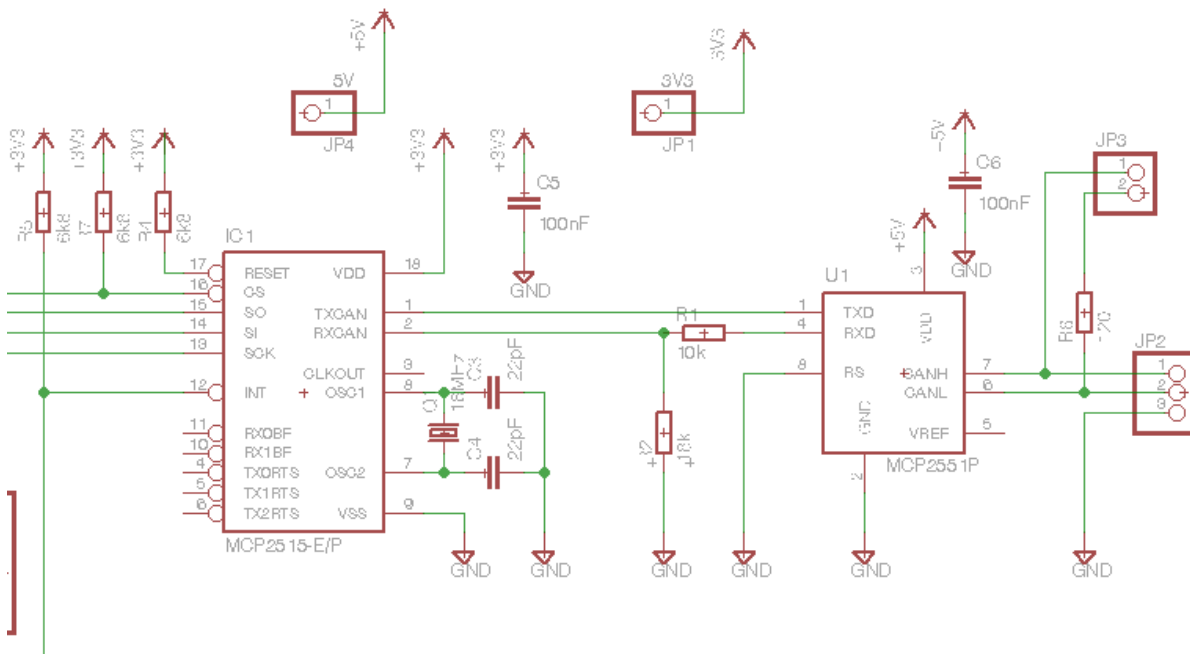 +5V
5V
1
JP4
3V3
3V3
1
JP1
+3V3
+3V3
+3V3
+3V3
C5
100nF
GND
C6
100nF
GND
JP3
1
2
6k8
6k8
6k8
IC1
17 RESET
16 CS
15 SO
14 SI
13 SCK
12 INT
11 RX0BF
10 RX1BF
4 TX0RTS
5 TX1RTS
6 TX2RTS
VDD 18
TXCAN 1
RXCAN 2
CLKOUT 3
OSC1 8
OSC2 7
VSS 9
MCP2515-E/P
C3
22pF
C4
22pF
GND
GND
R1
10k
GND
GND
+5V
U1
1 TXD
4 RXD
8 RS
3
VDD
CANH 7
CANL 6
VREF 5
GND
2
MCP2551P
GND
JP2
1
2
3
GND